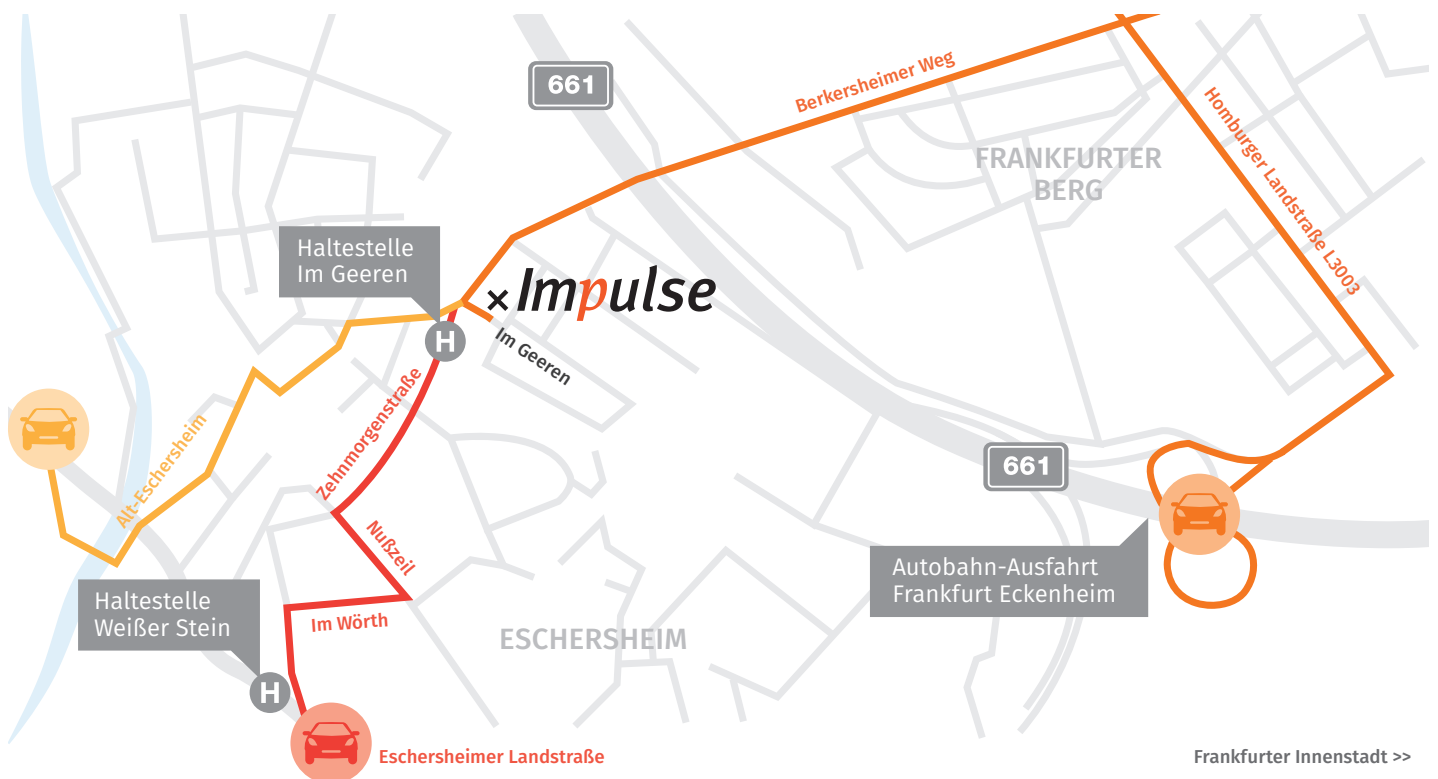 661
Berkersheimer Weg
Homburger Landstraße L3003
FRANKFURTER
BERG
Haltestelle
Im Geeren
×Impulse
H
Im Geeren
Zehnmorgenstraße
Alt-Eschersheim
661
Nußzeil
Autobahn-Ausfahrt
Frankfurt Eckenheim
Haltestelle
Weißer Stein
Im Wörth
ESCHERSHEIM
H
Eschersheimer Landstraße
Frankfurter Innenstadt >>